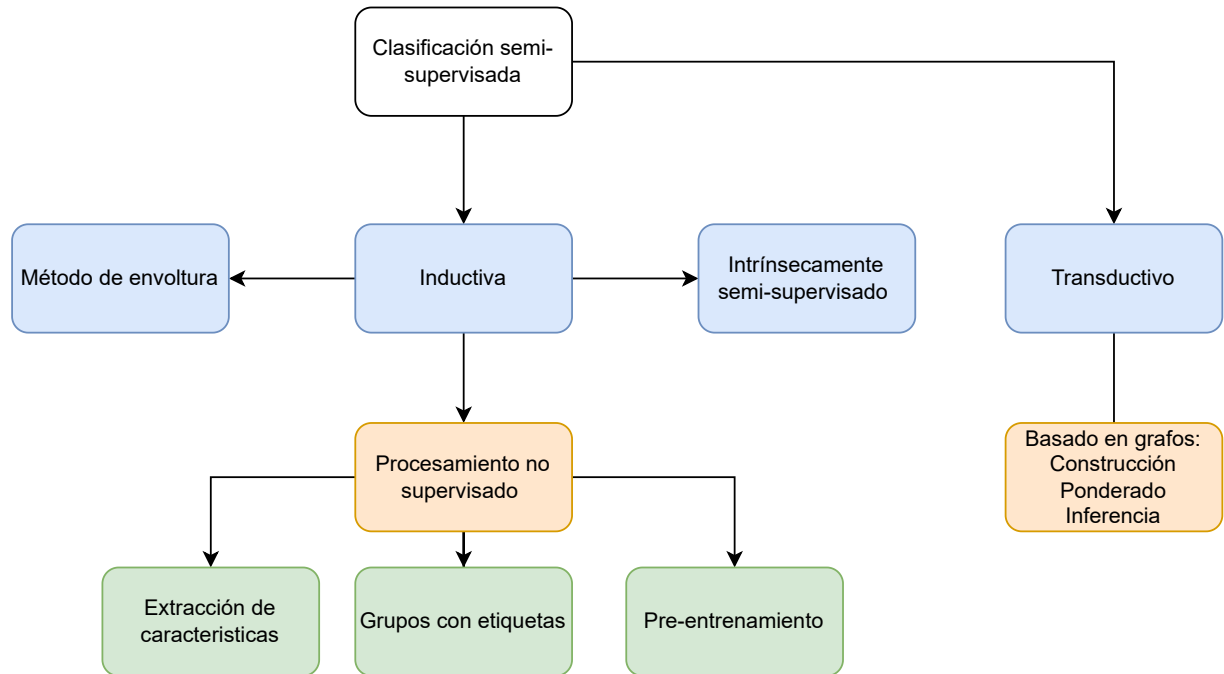 Clasificación semi-
supervisada
Método de envoltura
Inductiva
Intrínsecamente
semi-supervisado
Transductivo
Procesamiento no
supervisado
Basado en grafos:
Construcción
Ponderado
Inferencia
Extracción de
caracteristicas
Grupos con etiquetas
Pre-entrenamiento